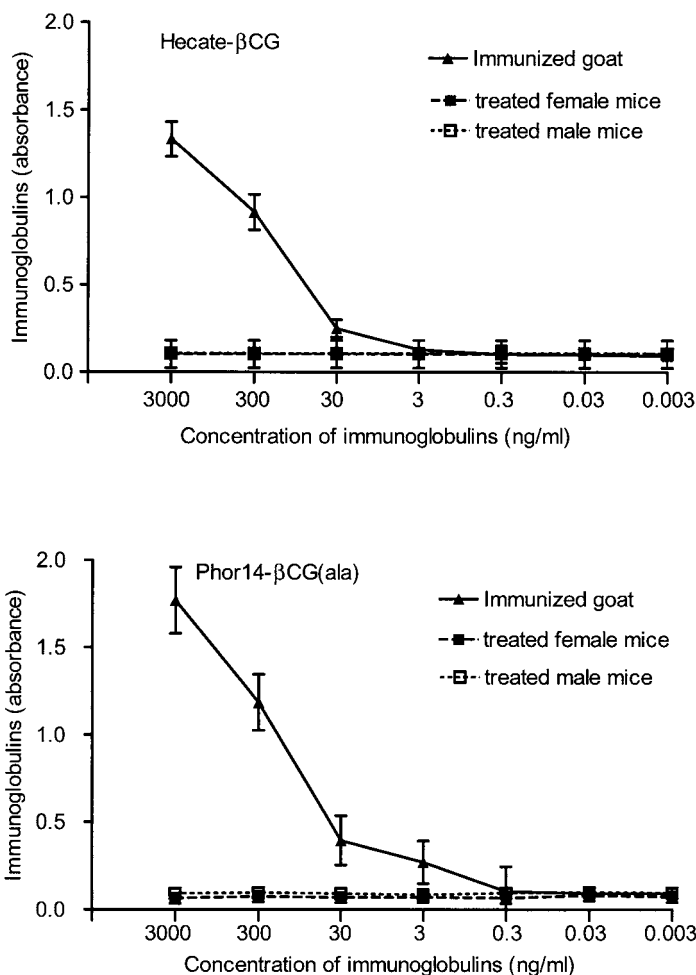 2.0
Hecate-βCG
Immunized goat
treated female mice
treated male mice
1.5
1.0
0.5
0.0
Immunoglobulins (absorbance)
3000 300 30 3 0.3 0.03 0.003
Concentration of immunoglobulins (ng/ml)
2.0
Phor14-βCG(ala)
Immunized goat
treated female mice
treated male mice
1.5
1.0
0.5
0.0
Immunoglobulins (absorbance)
3000 300 30 3 0.3 0.03 0.003
Concentration of immunoglobulins (ng/ml)